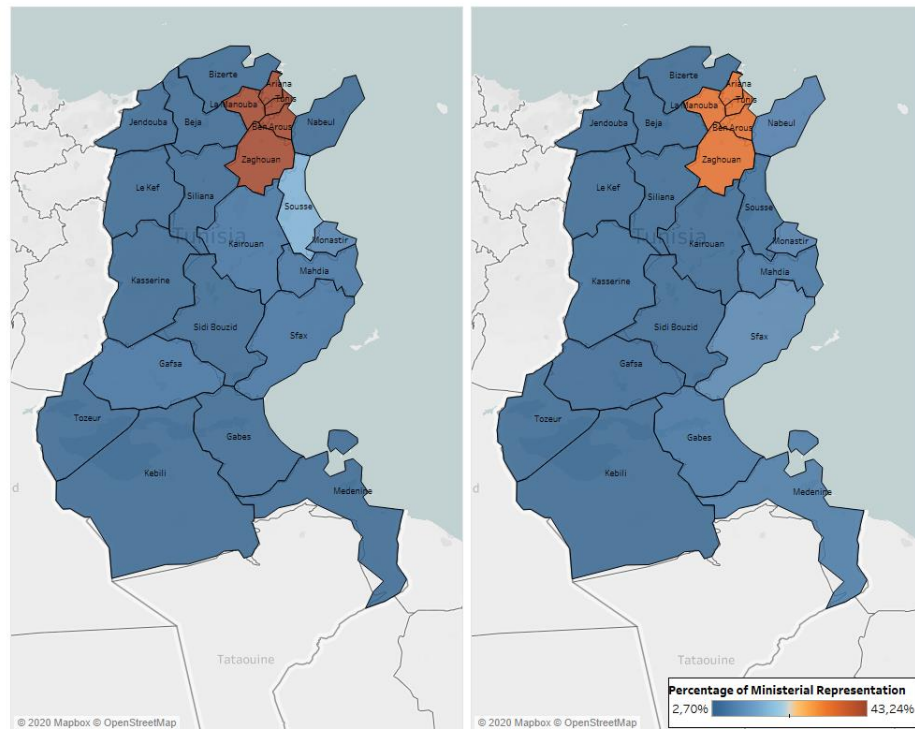 Bizerte
Ariana
Tunis
La Manouba
Jendouba
Beja
Ben Arous
Nabeul
Zaghouan
Le Kef
Siliana
Sousse
Tunisia
Kairouan
Monastir
Mahdia
Kasserine
Sidi Bouzid
Sfax
Gafsa
Tozeur
Gabes
Kebili
d
Medenine
Tataouine
© 2020 Mapbox © OpenStreetMap
Bizerte
Ariana
Tunis
La Manouba
Jendouba
Beja
Ben Arous
Nabeul
Zaghouan
Le Kef
Siliana
Sousse
Tunisia
Kairouan
Monastir
Mahdia
Kasserine
Sidi Bouzid
Sfax
Gafsa
Tozeur
Gabes
Kebili
d
Medenine
Tataouine
Percentage of Ministerial Representation
2,70% 43,24%
© 2020 Mapbox © OpenStreetMap